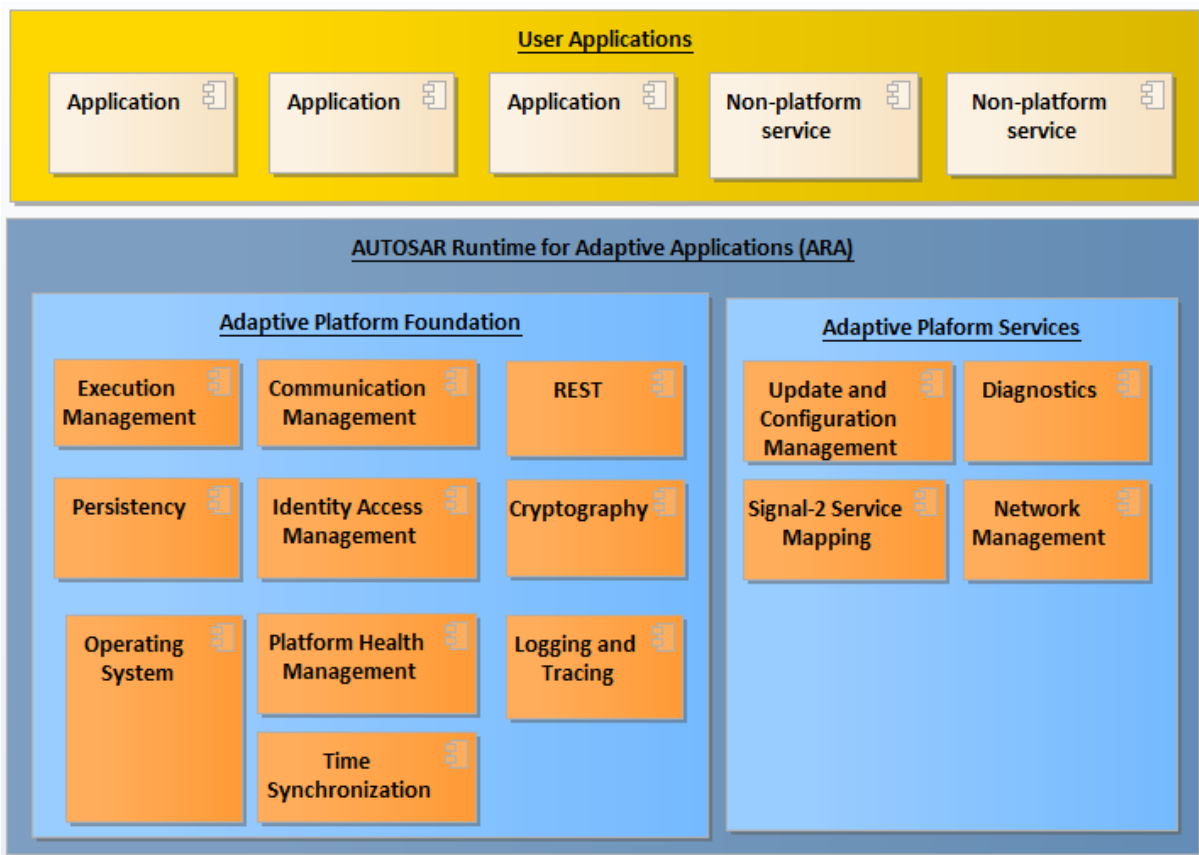 User Applications
Application
Application
Application
Non-platform
service
Non-platform
service
AUTOSAR Runtime for Adaptive Applications (ARA)
Adaptive Platform Foundation
Execution
Management
Communication
Management
REST
Persistency
Identity Access
Management
Cryptography
Operating
System
Platform Health
Management
Logging and
Tracing
Time
Synchronization
Adaptive Plaform Services
Update and
Configuration
Management
Diagnostics
Signal-2 Service
Mapping
Network
Management